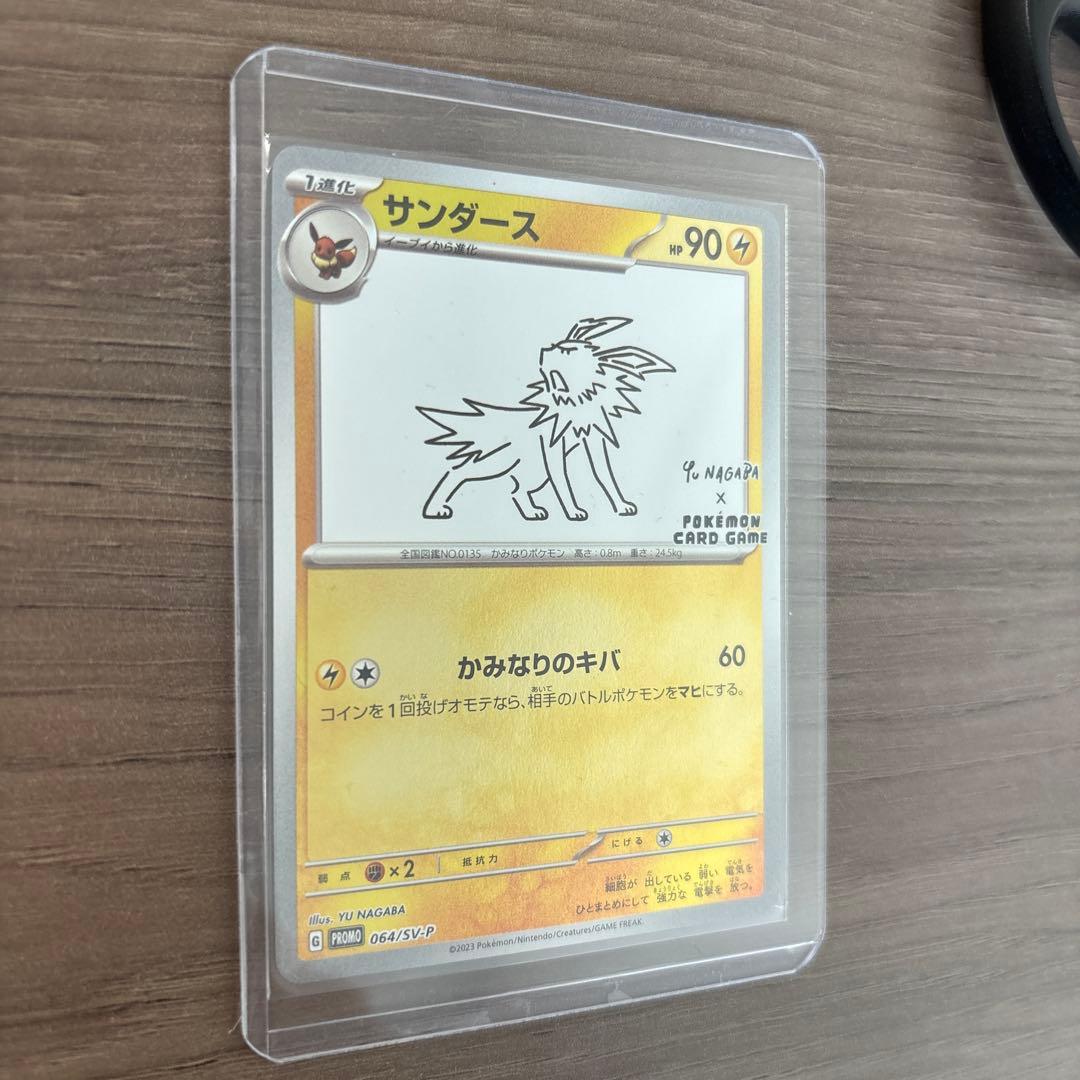 1進化
サンダース
HP 90
イーブイから進化
Yu NAGABA
x
POKÉMON
CARD GAME
全国図鑑NO.0135 かみなりポケモン 高さ:0.8m 重さ:24.5kg
かみなりのキバ 60
コインを1回投げオモテなら、相手のバトルポケモンをマヒにする。
弱点 ×2 抵抗力 にげる
細胞が 出している 弱い 電気を
ひとまとめにして 強力な 電撃を 放つ。
Illus. YU NAGABA
G PROMO 064/SV-P
©2023 Pokémon/Nintendo/Creatures/GAME FREAK.